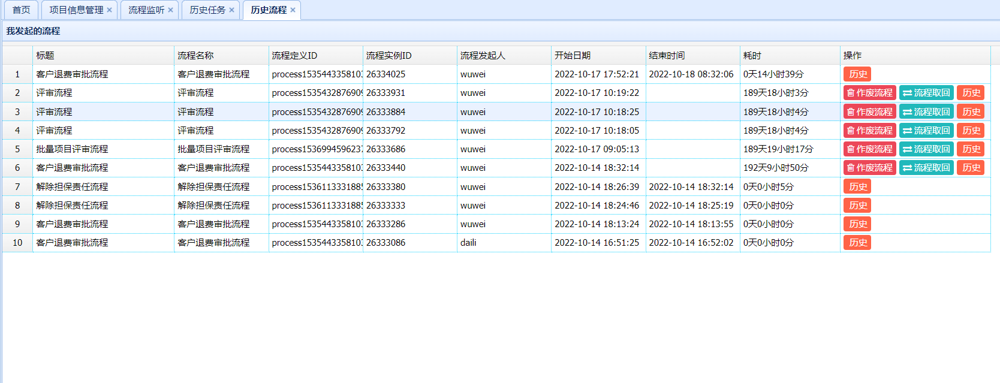 首页 项目信息管理 流程监听 历史任务 历史流程
我发起的流程
标题 流程名称 流程定义ID 流程实例ID 流程发起人 开始日期 结束时间 耗时 操作
1 客户退费审批流程 客户退费审批流程 process1535443358103 26334025 wuwei 2022-10-17 17:52:21 2022-10-18 08:32:06 0天14小时39分 历史
2 评审流程 评审流程 process1535432876909 26333931 wuwei 2022-10-17 10:19:22 189天18小时3分 作废流程 流程取回 历史
3 评审流程 评审流程 process1535432876909 26333884 wuwei 2022-10-17 10:18:25 189天18小时4分 作废流程 流程取回 历史
4 评审流程 评审流程 process1535432876909 26333792 wuwei 2022-10-17 10:18:05 189天18小时4分 作废流程 流程取回 历史
5 批量项目评审流程 批量项目评审流程 process1536994596237 26333686 wuwei 2022-10-17 09:05:13 189天19小时17分 作废流程 流程取回 历史
6 客户退费审批流程 客户退费审批流程 process1535443358103 26333440 wuwei 2022-10-14 18:32:14 192天9小时50分 作废流程 流程取回 历史
7 解除担保责任流程 解除担保责任流程 process1536113331885 26333380 wuwei 2022-10-14 18:26:39 2022-10-14 18:32:14 0天0小时5分 历史
8 解除担保责任流程 解除担保责任流程 process1536113331885 26333333 wuwei 2022-10-14 18:24:46 2022-10-14 18:25:19 0天0小时0分 历史
9 客户退费审批流程 客户退费审批流程 process1535443358103 26333286 wuwei 2022-10-14 18:13:24 2022-10-14 18:13:55 0天0小时0分 历史
10 客户退费审批流程 客户退费审批流程 process1535443358103 26333086 daili 2022-10-14 16:51:25 2022-10-14 16:52:02 0天0小时0分 历史